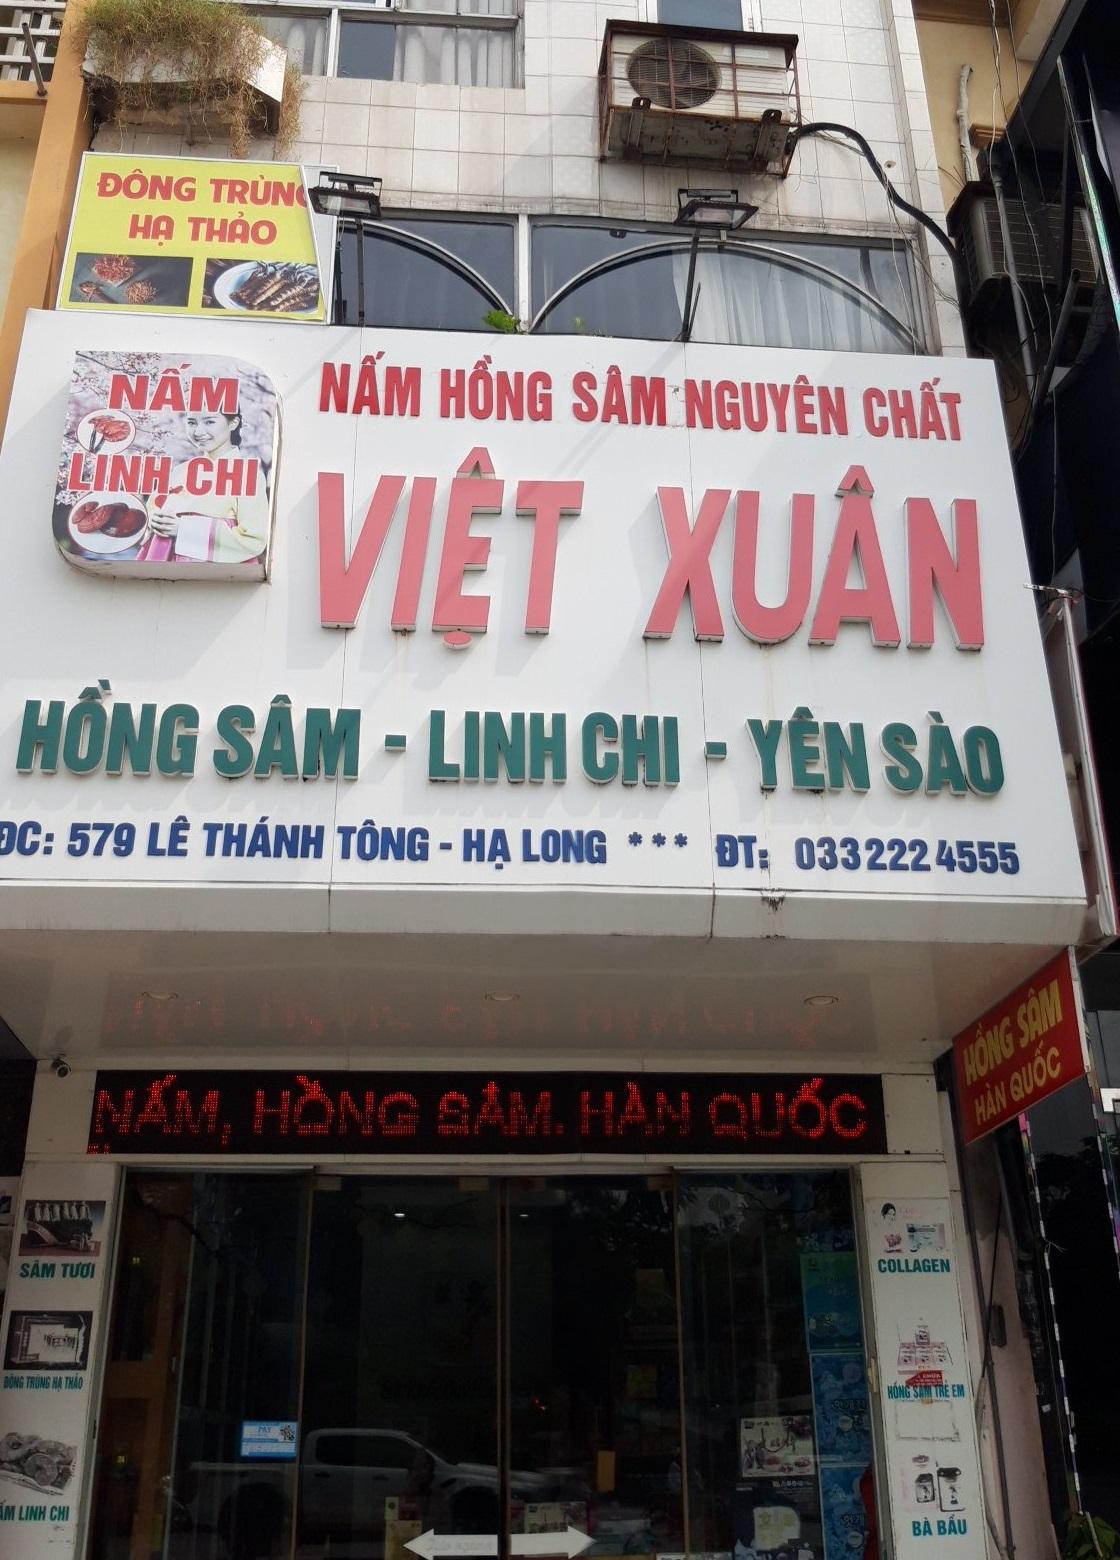 ĐÔNG TRÙNG
HẠ THẢO
NẤM
LINH CHI
NẤM HỒNG SÂM NGUYÊN CHẤT
VIỆT XUÂN
HỒNG SÂM - LINH CHI - YÊN SÀO
ĐC: 579 LÊ THÁNH TÔNG - HẠ LONG *** ĐT: 0332224555
HỒNG SÂM
HÀN QUỐC
NẤM, HỒNG SÂM. HÀN QUỐC
SÂM TƯƠI
ĐÔNG TRÙNG HẠ THẢO
LINH CHI
COLLAGEN
HỒNG SÂM TRẺ EM
BÀ BẦU
PAY